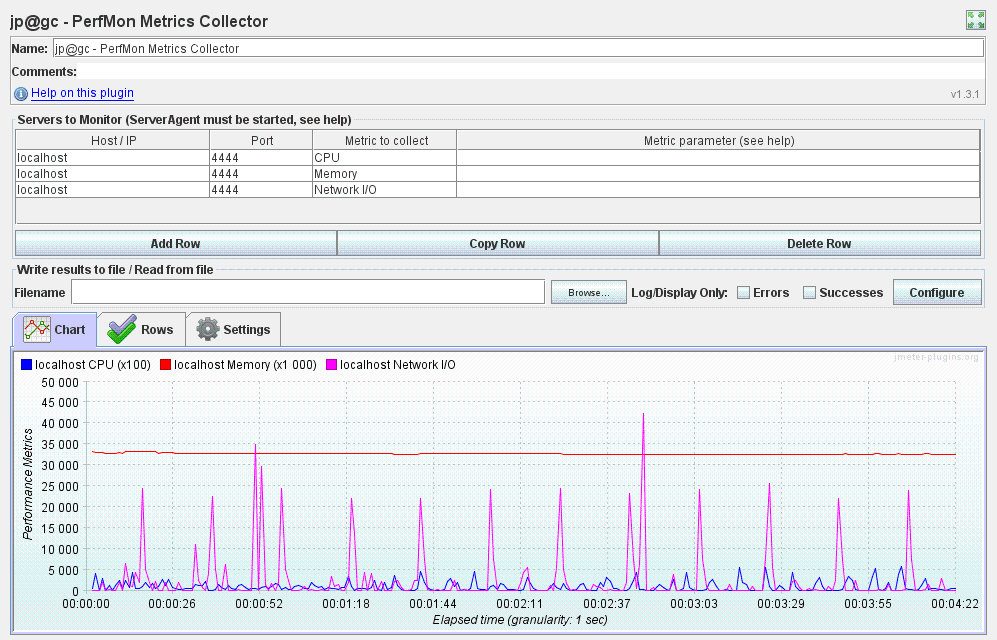 jp@gc - PerfMon Metrics Collector
Name: jp@gc - PerfMon Metrics Collector
Comments:
Help on this plugin
v1.3.1
Servers to Monitor (ServerAgent must be started, see help)
Host / IP Port Metric to collect Metric parameter (see help)
localhost 4444 CPU
localhost 4444 Memory
localhost 4444 Network I/O
Add Row Copy Row Delete Row
Write results to file / Read from file
Filename Browse... Log/Display Only: Errors Successes Configure
Chart Rows Settings
jmeter-plugins.org
localhost CPU (x100) localhost Memory (x1 000) localhost Network I/O
50 000
45 000
40 000
35 000
30 000
25 000
20 000
15 000
10 000
5 000
0
Performance Metrics
00:00:00 00:00:26 00:00:52 00:01:18 00:01:44 00:02:11 00:02:37 00:03:03 00:03:29 00:03:55 00:04:22
Elapsed time (granularity: 1 sec)